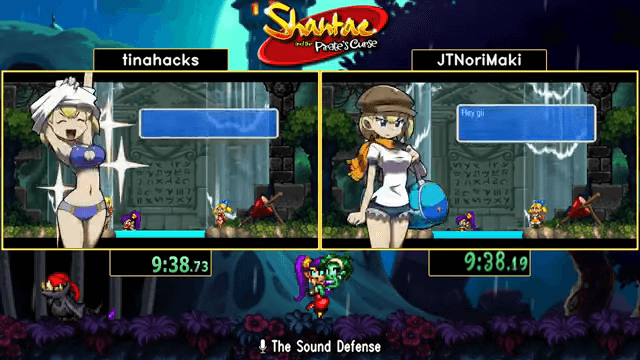 Shantae
and the Pirate's Curse
tinahacks
JTNoriMaki
Hey gi
9:38.73
9:38.19
The Sound Defense